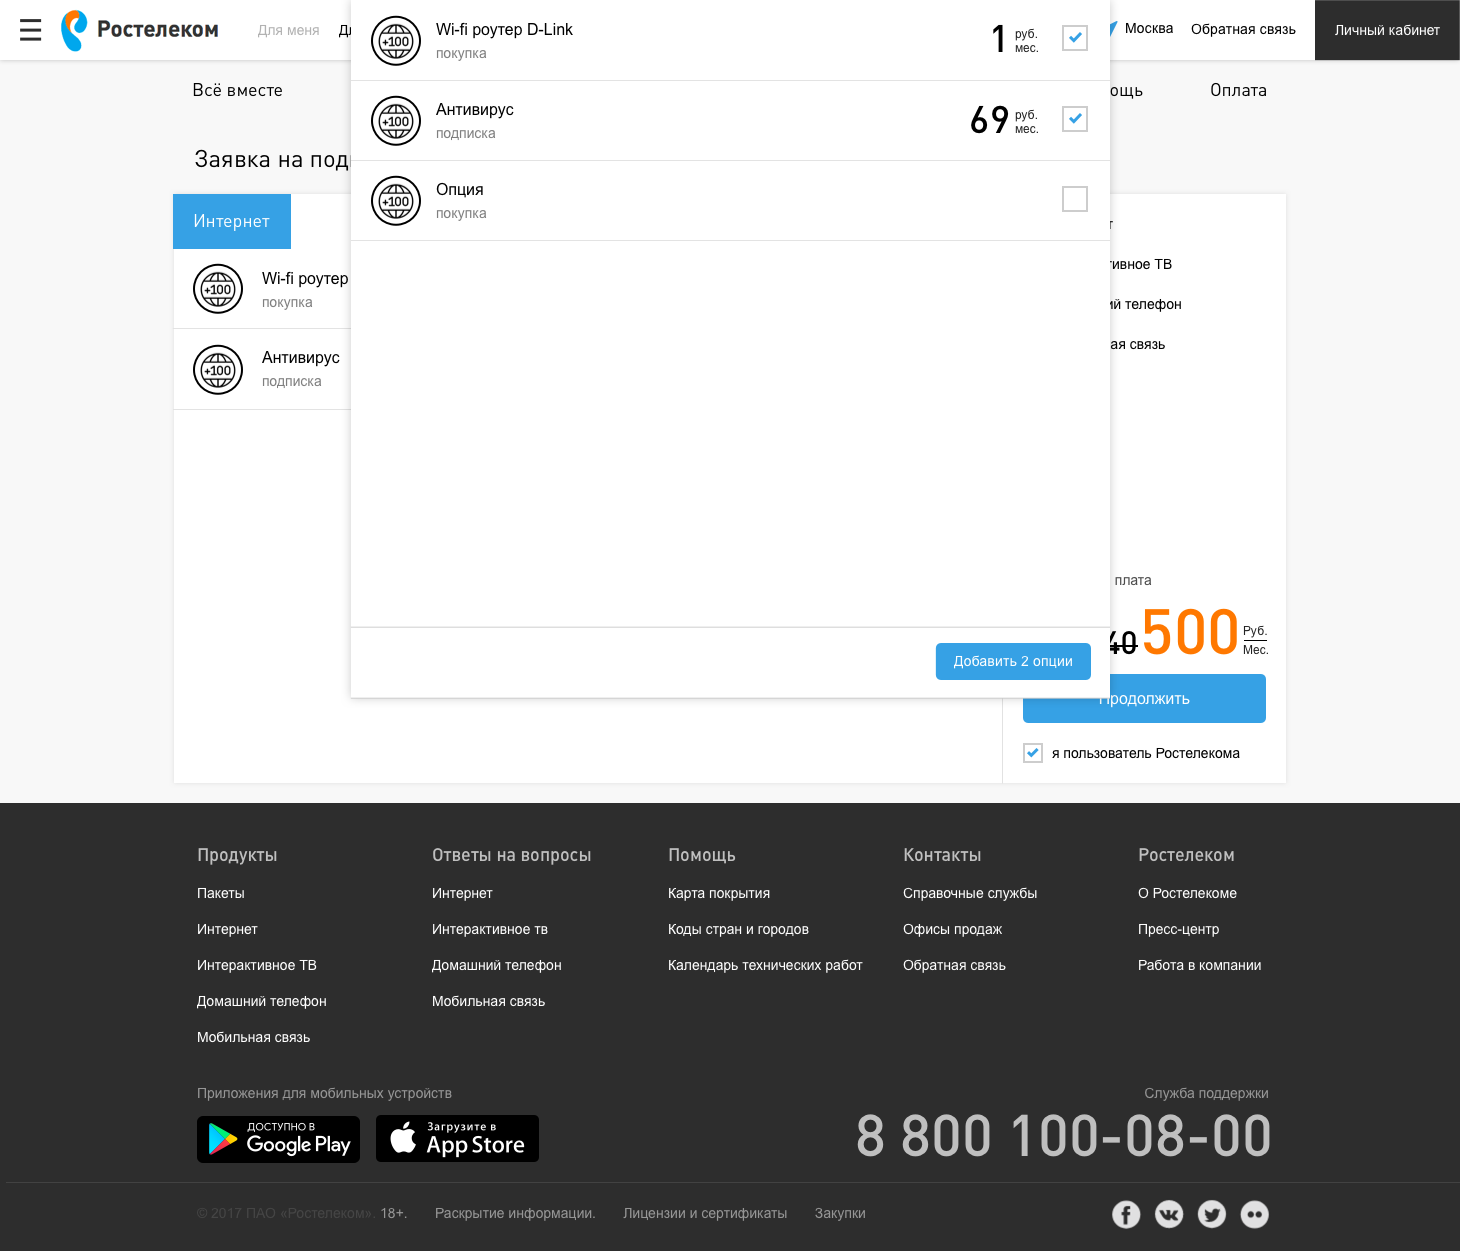 Ростелеком
Для меня
Москва
Обратная связь
Личный кабинет
+100
Wi-fi роутер D-Link
покупка
1 руб. мес.
+100
Антивирус
подписка
69 руб. мес.
+100
Опция
покупка
Добавить 2 опции
Всё вместе
Оплата
Заявка на
Интернет
+100
Wi-fi роутер
покупка
+100
Антивирус
подписка
ТВ
телефон
связь
плата
40 500 Руб. Мес.
Продолжить
я пользователь Ростелекома
Продукты
Пакеты
Интернет
Интерактивное ТВ
Домашний телефон
Мобильная связь
Ответы на вопросы
Интернет
Интерактивное тв
Домашний телефон
Мобильная связь
Помощь
Карта покрытия
Коды стран и городов
Календарь технических работ
Контакты
Справочные службы
Офисы продаж
Обратная связь
Ростелеком
О Ростелекоме
Пресс-центр
Работа в компании
Приложения для мобильных устройств
ДОСТУПНО В
Google Play
Загрузите в
App Store
Служба поддержки
8 800 100-08-00
© 2017 ПАО «Ростелеком». 18+.
Раскрытие информации.
Лицензии и сертификаты
Закупки